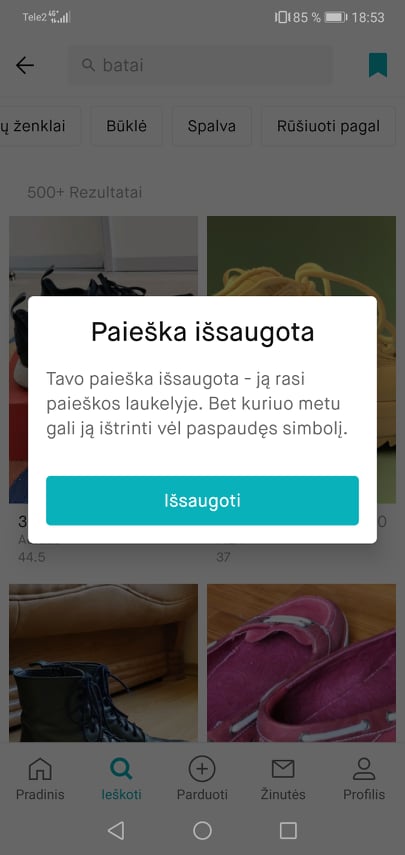 Tele2 4G+ 85 % 18:53
batai
ų ženklai Būklė Spalva Rūšiuoti pagal
500+ Rezultatai
Paieška išsaugota
Tavo paieška išsaugota - ją rasi
paieškos laukelyje. Bet kuriuo metu
gali ją ištrinti vėl paspaudęs simbolį.
Išsaugoti
3 0
44.5 37
Pradinis Ieškoti Parduoti Žinutės Profilis